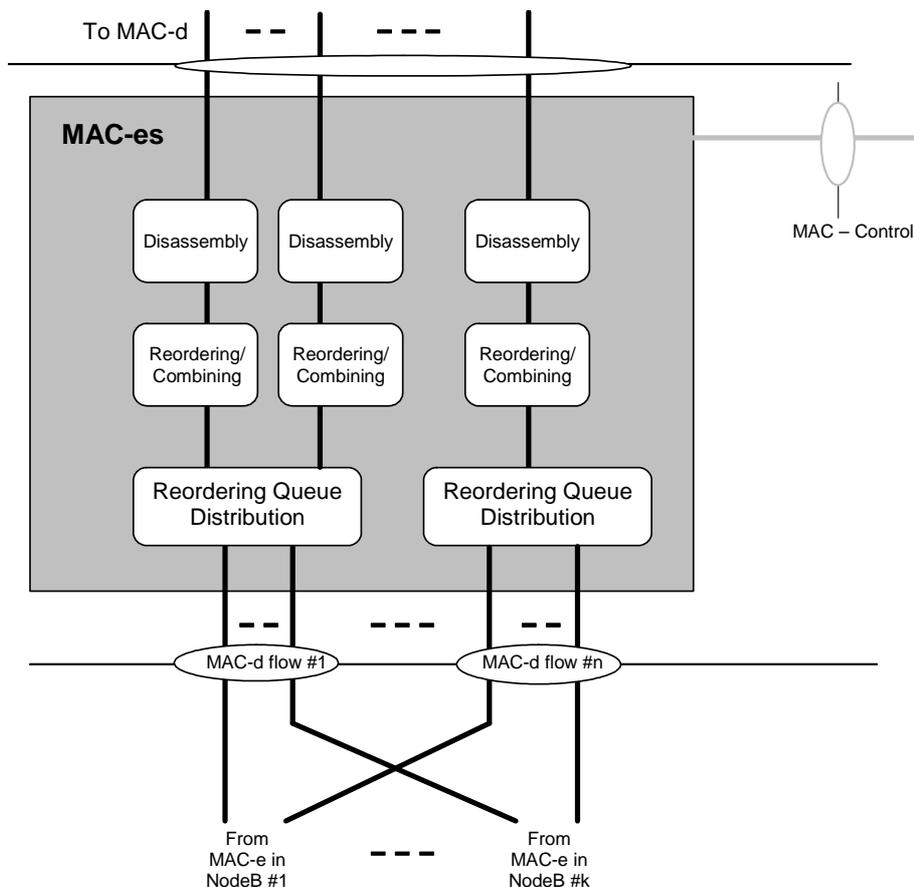 To MAC-d
MAC-es
MAC – Control
Disassembly
Disassembly
Disassembly
Reordering/
Combining
Reordering/
Combining
Reordering/
Combining
Reordering Queue
Distribution
Reordering Queue
Distribution
MAC-d flow #1
MAC-d flow #n
From
MAC-e in
NodeB #1
From
MAC-e in
NodeB #k